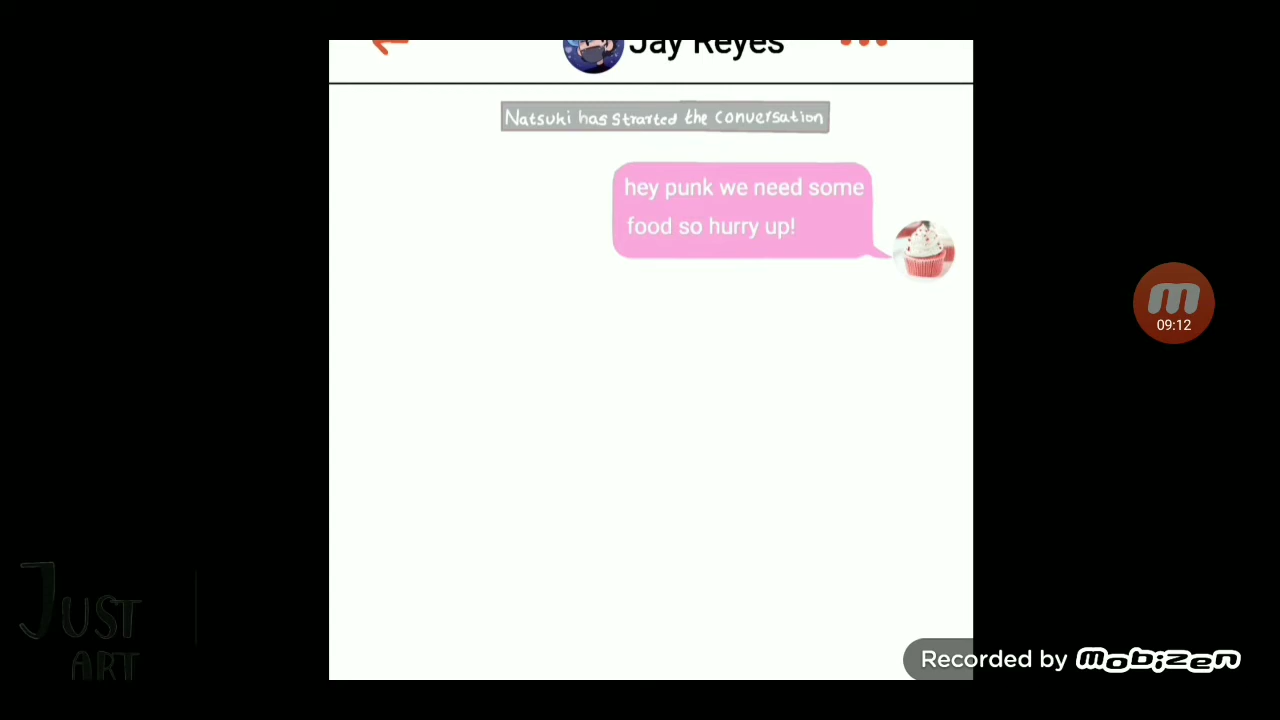 Jay Reyes
Natsuki has strarted the conversation
hey punk we need some
food so hurry up!
09:12
JUST
ART
Recorded by mobizen